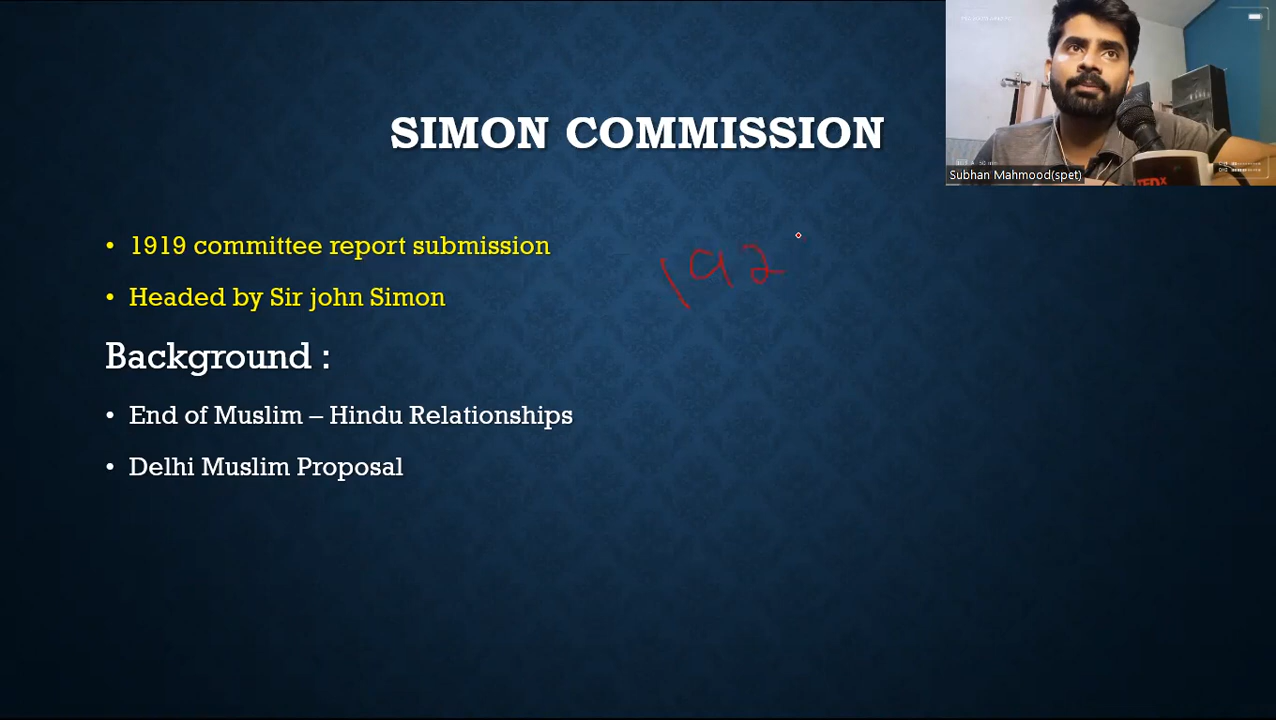 SIMON COMMISSION
Subhan Mahmood(spet)
TEDx
• 1919 committee report submission
192
• Headed by Sir john Simon
Background :
• End of Muslim – Hindu Relationships
• Delhi Muslim Proposal